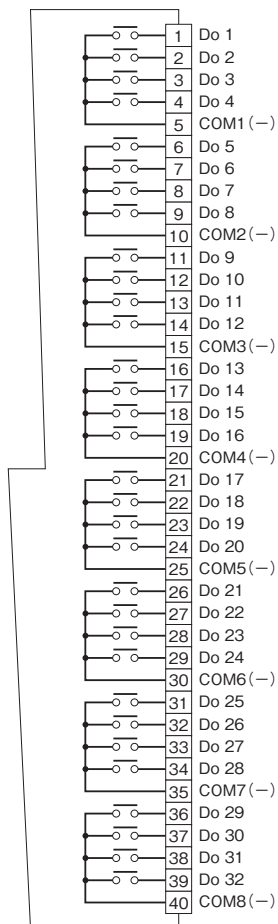 1 Do 1
2 Do 2
3 Do 3
4 Do 4
5 COM1(−)
6 Do 5
7 Do 6
8 Do 7
9 Do 8
10 COM2(−)
11 Do 9
12 Do 10
13 Do 11
14 Do 12
15 COM3(−)
16 Do 13
17 Do 14
18 Do 15
19 Do 16
20 COM4(−)
21 Do 17
22 Do 18
23 Do 19
24 Do 20
25 COM5(−)
26 Do 21
27 Do 22
28 Do 23
29 Do 24
30 COM6(−)
31 Do 25
32 Do 26
33 Do 27
34 Do 28
35 COM7(−)
36 Do 29
37 Do 30
38 Do 31
39 Do 32
40 COM8(−)